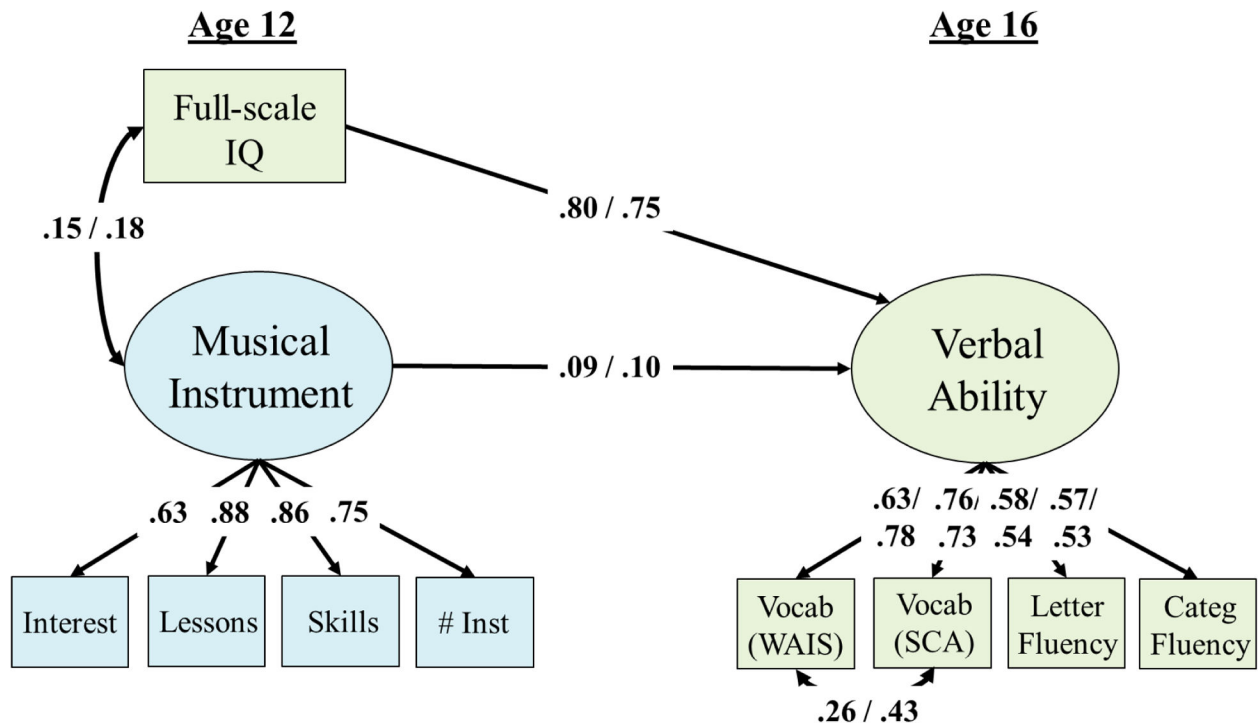 Age 12
Age 16
Full-scale
IQ
.80 / .75
.15 / .18
Musical
Instrument
.09 / .10
Verbal
Ability
.63 .88 .86 .75
.63/ .76/ .58/ .57/
.78 .73 .54 .53
Interest
Lessons
Skills
# Inst
Vocab
(WAIS)
Vocab
(SCA)
Letter
Fluency
Categ
Fluency
.26 / .43